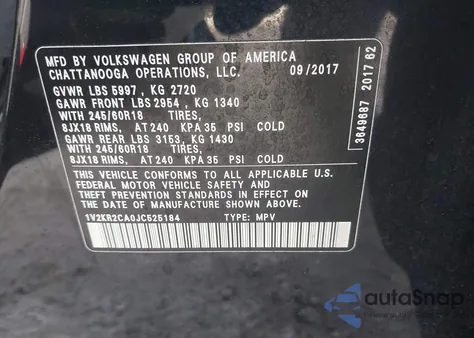 MFD BY VOLKSWAGEN GROUP OF AMERICA
CHATTANOOGA OPERATIONS, LLC. 09/2017
GVWR LBS 5997 , KG 2720
GAWR FRONT LBS 2954 , KG 1340
WITH 245/60R18 TIRES,
8JX18 RIMS, AT 240 KPA 35 PSI COLD
GAWR REAR LBS 3153, KG 1430
WITH 245/60R18 TIRES,
8JX18 RIMS, AT 240 KPA 35 PSI COLD
THIS VEHICLE CONFORMS TO ALL APPLICABLE U.S.
FEDERAL MOTOR VEHICLE SAFETY AND
THEFT PREVENTION STANDARDS IN EFFECT ON THE
DATE OF MANUFACTURE SHOWN ABOVE.
1V2KR2CA0JC525184 TYPE: MPV
3649687 2017 62
autoSnap